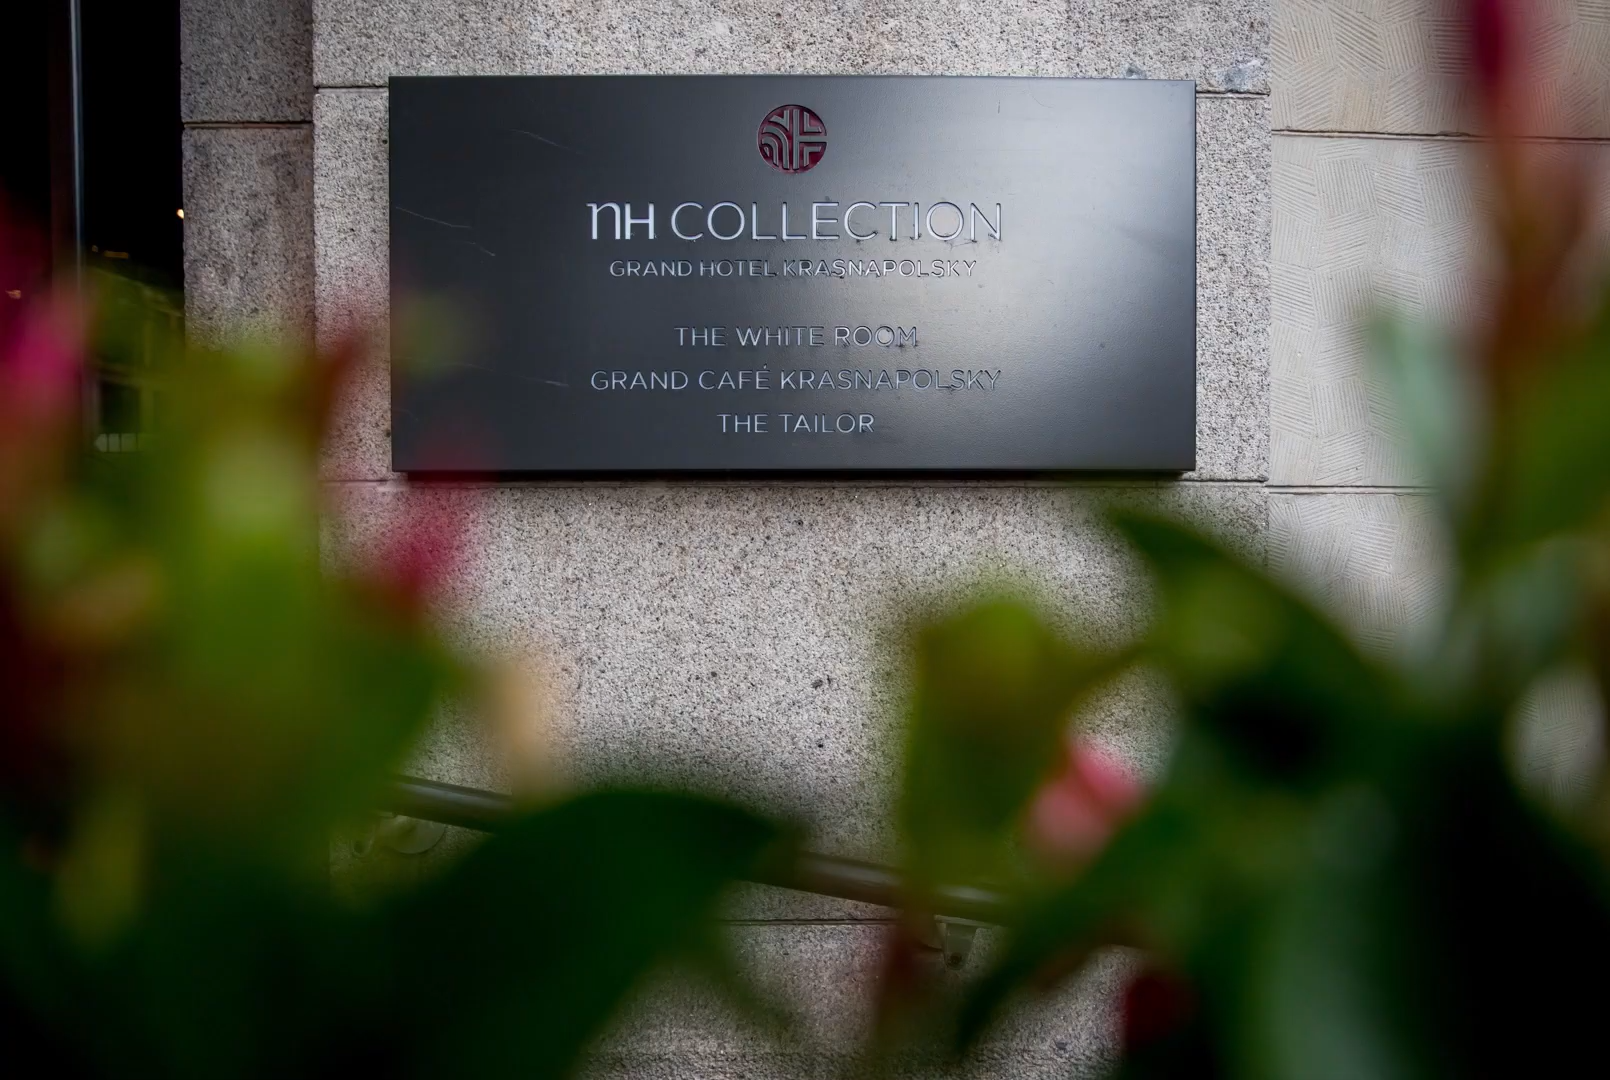 nH COLLECTION
GRAND HOTEL KRASNAPOLSKY
THE WHITE ROOM
GRAND CAFÉ KRASNAPOLSKY
THE TAILOR